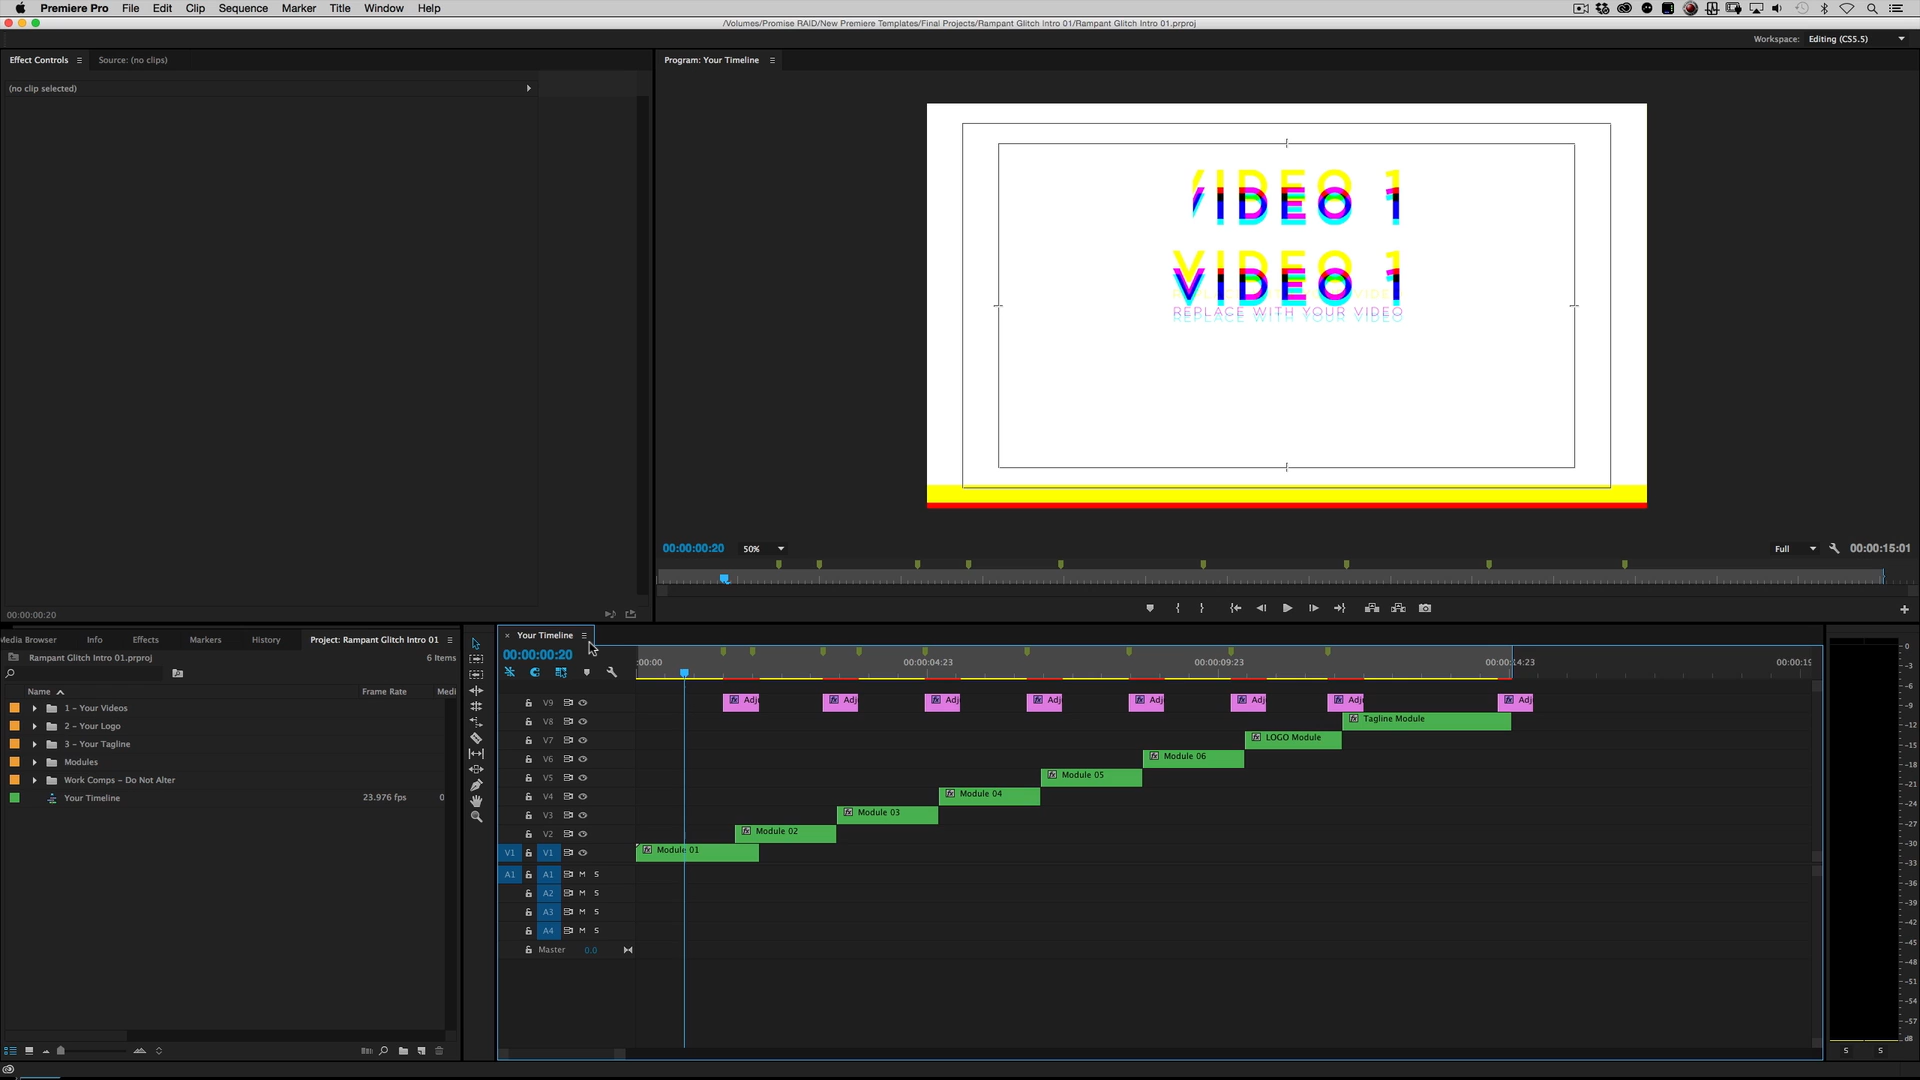 Premiere Pro File Edit Clip Sequence Marker Title Window Help
/Volumes/Promise RAID/New Premiere Templates/Final Projects/Rampant Glitch Intro 01/Rampant Glitch Intro 01.prproj
Workspace: Editing (CS5.5)
Effect Controls Source: (no clips)
Program: Your Timeline
(no clip selected)
VIDEO 1
VIDEO 1
REPLACE WITH YOUR VIDEO
00:00:00:20 50% Full 00:00:15:01
00:00:00:20
Media Browser Info Effects Markers History Project: Rampant Glitch Intro 01
Rampant Glitch Intro 01.prproj 6 Items
Name Frame Rate Medi
1 – Your Videos
2 – Your Logo
3 – Your Tagline
Modules
Work Comps – Do Not Alter
Your Timeline 23.976 fps 0
× Your Timeline
00:00:00:20
:00:00 00:00:04:23 00:00:09:23 00:00:14:23 00:00:19
V9 Adj Adj Adj Adj Adj Adj Adj Adj
V8 Tagline Module
V7 LOGO Module
V6 Module 06
V5 Module 05
V4 Module 04
V3 Module 03
V2 Module 02
V1 V1 Module 01
A1 A1 M S
A2 M S
A3 M S
A4 M S
Master 0.0
0
-3
-6
-9
-12
-15
-18
-21
-24
-27
-30
-33
-36
-39
-42
-45
-48
-51
-54
-57
dB
S S